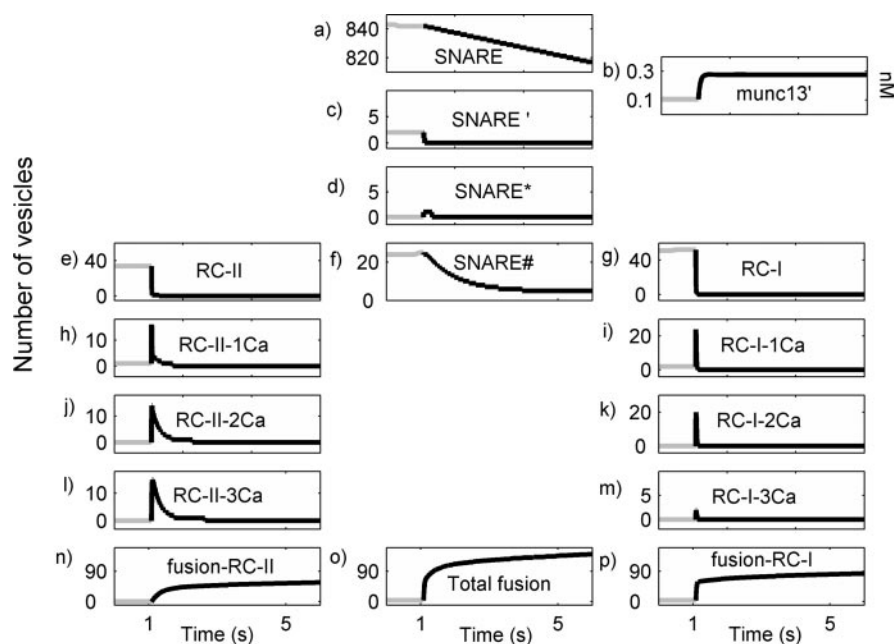 a) 840 820 SNARE
b) 0.3 0.1 munc13' nM
c) 5 0 SNARE '
d) 5 0 SNARE*
Number of vesicles
e) 40 0 RC-II
f) 20 0 SNARE#
g) 40 0 RC-I
h) 10 0 RC-II-1Ca
i) 20 0 RC-I-1Ca
j) 10 0 RC-II-2Ca
k) 20 0 RC-I-2Ca
l) 10 0 RC-II-3Ca
m) 5 0 RC-I-3Ca
n) 90 0 fusion-RC-II
o) 90 0 Total fusion
p) 90 0 fusion-RC-I
1 5 1 5 1 5
Time (s) Time (s) Time (s)